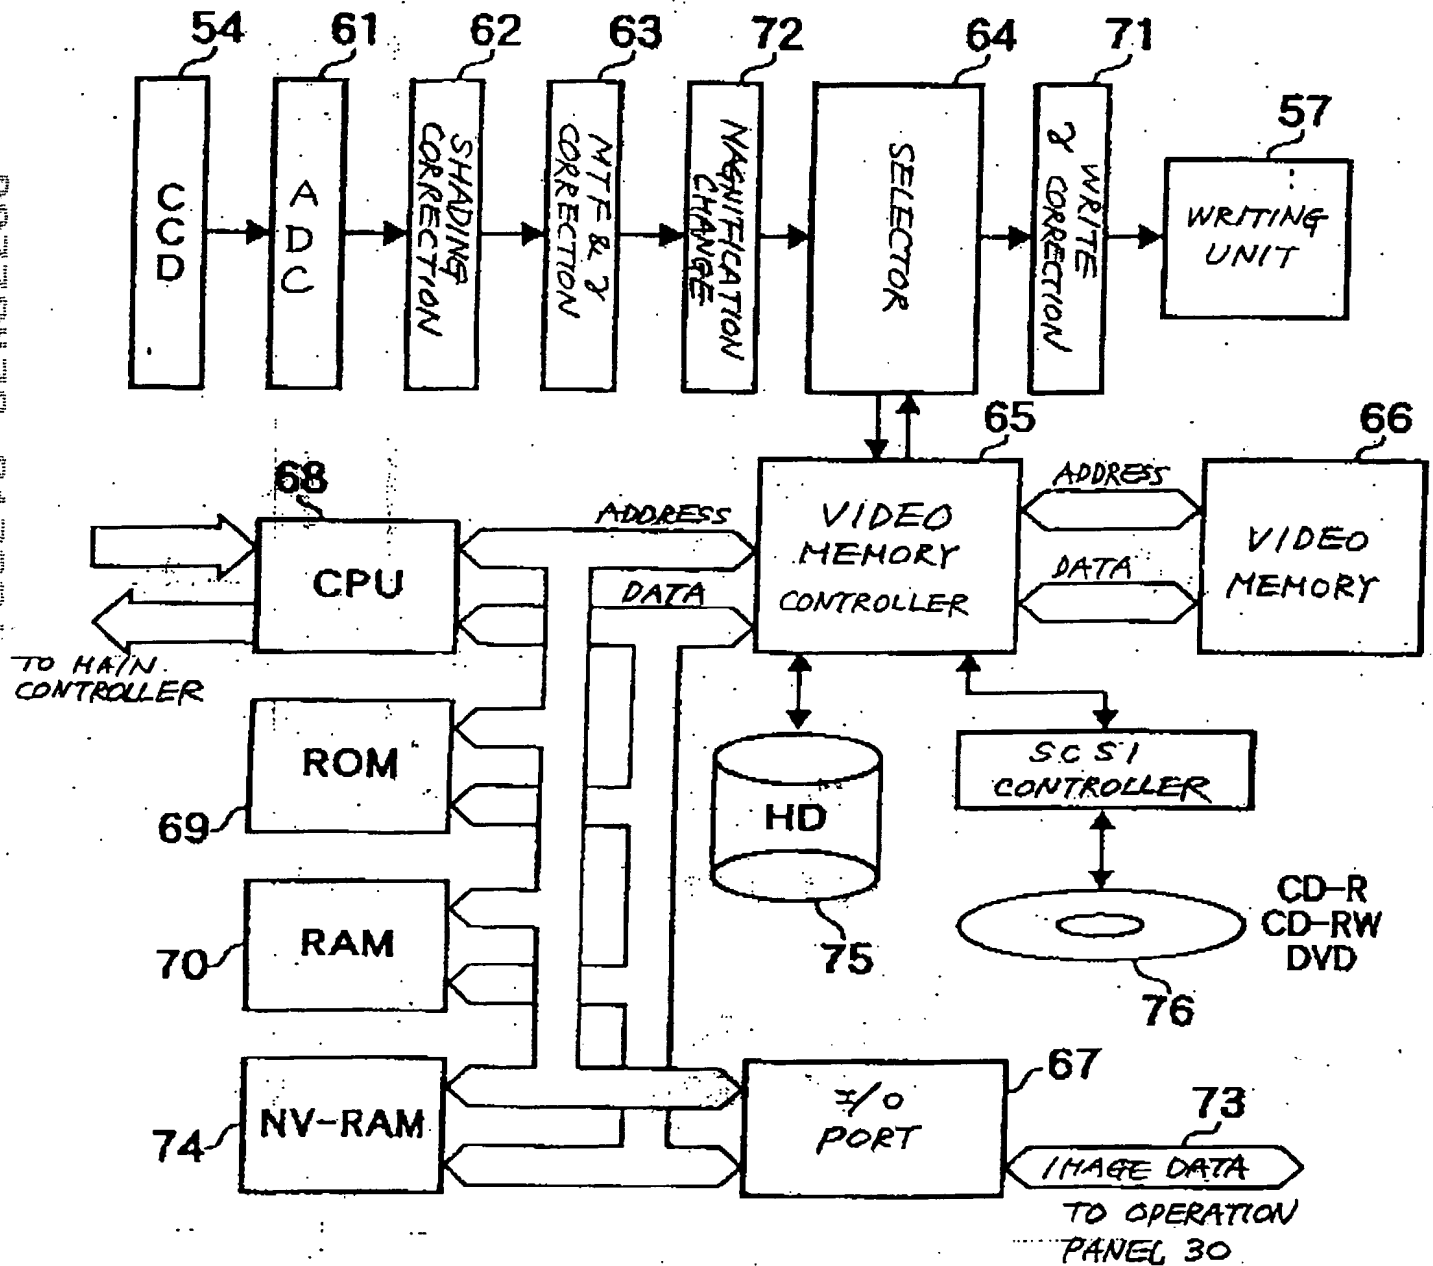 54
61
62
63
72
64
71
57
CCD
ADC
SHADING
CORRECTION
MTF & γ
CORRECTION
NAGNIFICATION
CHANGE
SELECTOR
WRITE
γ CORRECTION
WRITING
UNIT
65
66
68
ADDRESS
DATA
CPU
VIDEO
MEMORY
CONTROLLER
ADDRESS
DATA
VIDEO
MEMORY
TO MAIN
CONTROLLER
ROM
69
HD
75
SCSI
CONTROLLER
CD-R
CD-RW
DVD
76
RAM
70
NV-RAM
74
I/O
PORT
67
73
IMAGE DATA
TO OPERATION
PANEL 30